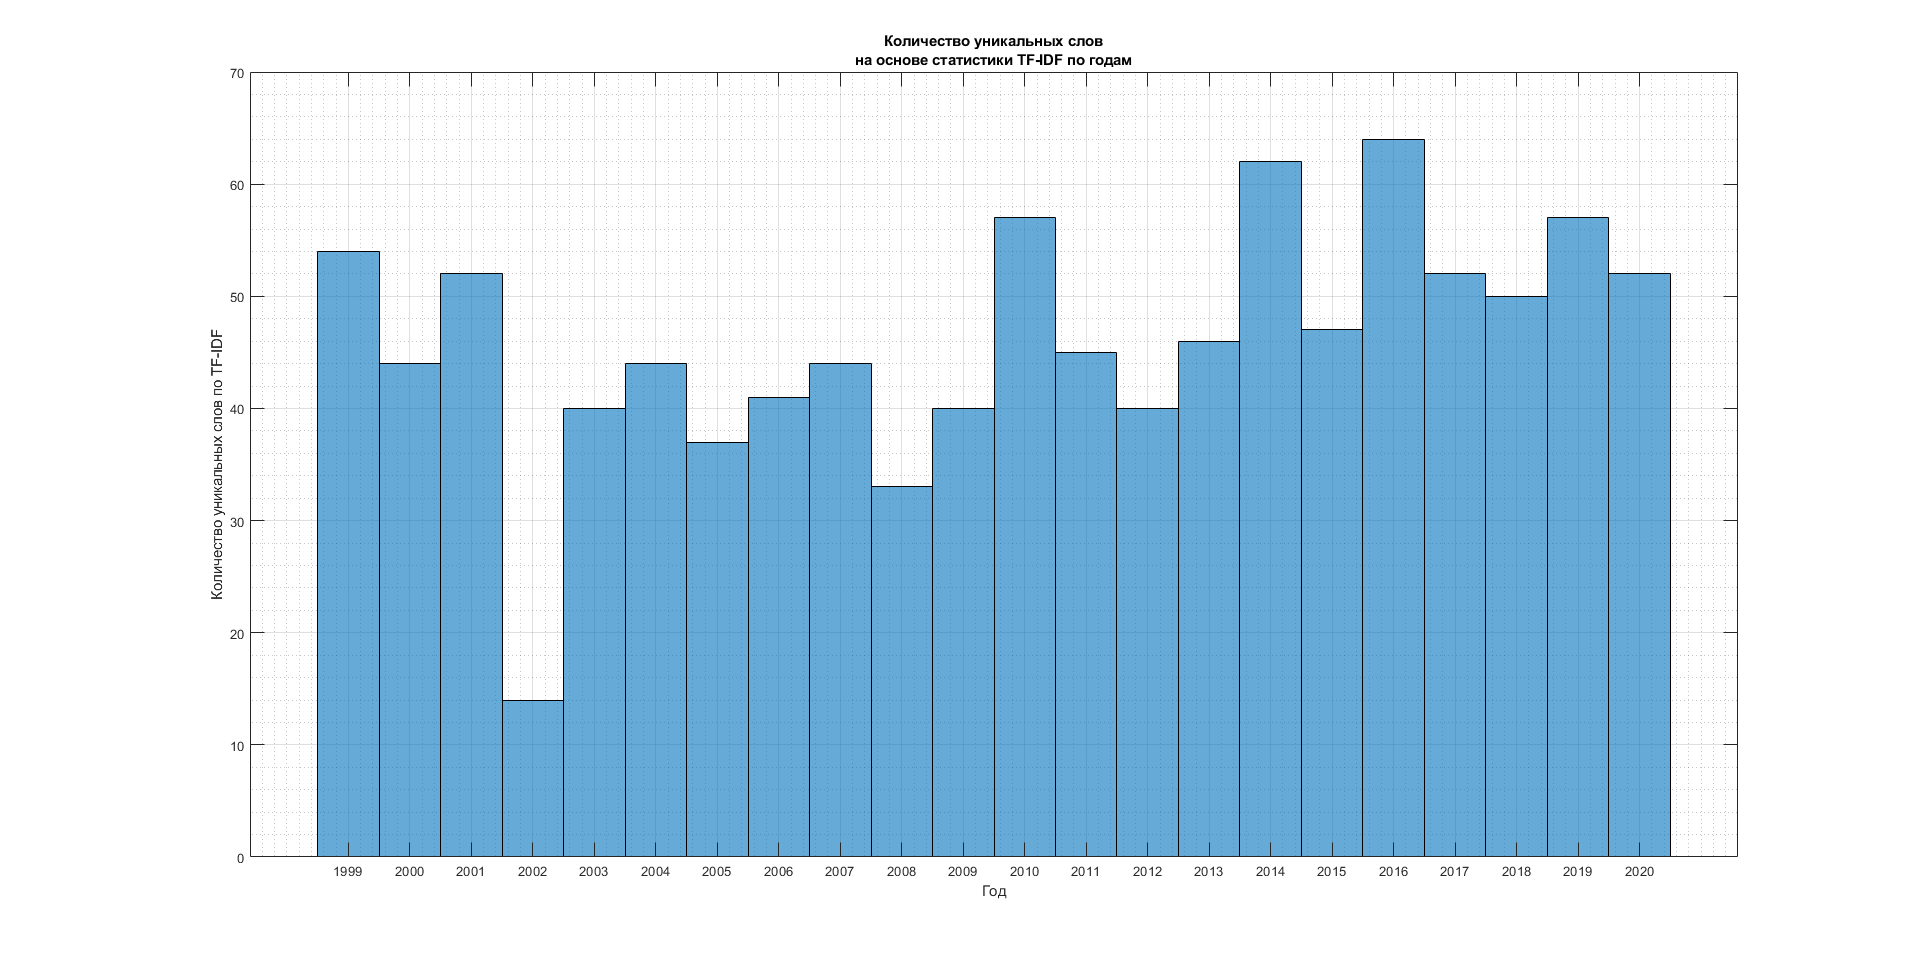 Количество уникальных слов
на основе статистики TF-IDF по годам
Количество уникальных слов по TF-IDF
70
60
50
40
30
20
10
0
1999 2000 2001 2002 2003 2004 2005 2006 2007 2008 2009 2010 2011 2012 2013 2014 2015 2016 2017 2018 2019 2020
Год